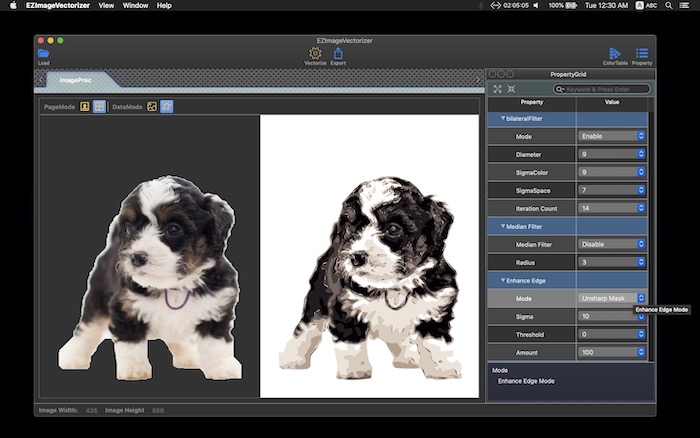 EZImageVectorizer View Window Help
02:05:05 100% Tue 12:30 AM A ABC
EZImageVectorizer
Load
Vectorize Export
ColorTable Property
ImageProc
PageMode DataMode
PropertyGrid
Keyword & Press Enter
Property Value
bilateralFilter
Mode Enable
Diameter 9
SigmaColor 9
SigmaSpace 7
Iteration Count 14
Median Filter
Median Filter Disable
Radius 3
Enhance Edge
Mode Unsharp Mask
Enhance Edge Mode
Sigma 10
Threshold 0
Amount 100
Mode
Enhance Edge Mode
Image Width: 425 Image Height 550